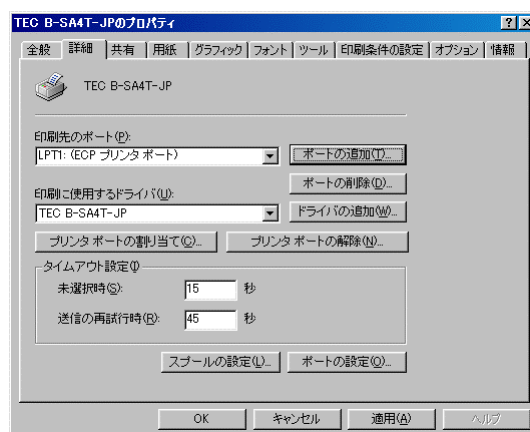 TEC B-SA4T-JPのプロパティ
全般 詳細 共有 用紙 グラフィック フォント ツール 印刷条件の設定 オプション 情報
TEC B-SA4T-JP
印刷先のポート(P):
LPT1: (ECP プリンタ ポート) ポートの追加(T)...
ポートの削除(D)...
印刷に使用するドライバ(U):
TEC B-SA4T-JP ドライバの追加(W)...
プリンタ ポートの割り当て(C)... プリンタ ポートの解除(N)...
タイムアウト設定(I)
未選択時(S): 15 秒
送信の再試行時(R): 45 秒
スプールの設定(L)... ポートの設定(O)...
OK キャンセル 適用(A) ヘルプ